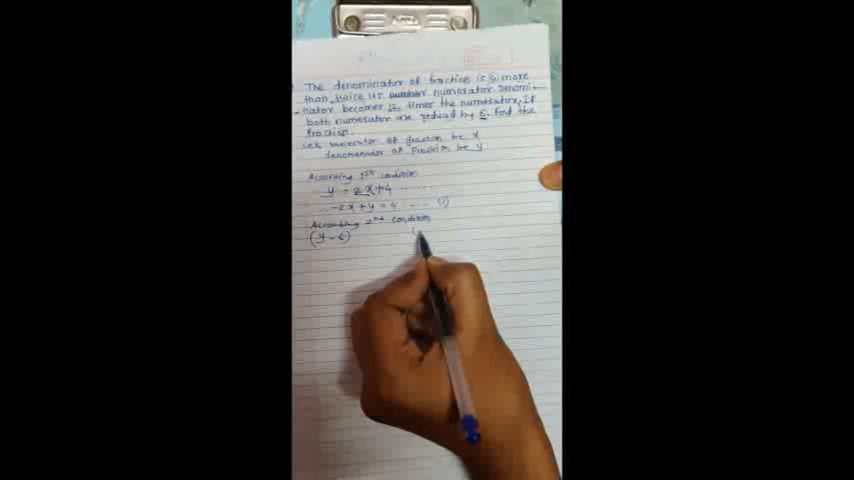 The denominator of fraction is 4 more
than twice its numerator Denomi-
-nator becomes 12 times the numerator, If
both numerator are reduced by 6. Find the
fraction.
Let numerator of fraction be x
denominator of Fraction be y
According 1st condition
y = 2x+4 ......
... -2x + y = 4 .... (1)
According 2nd condition
(y - 6) (